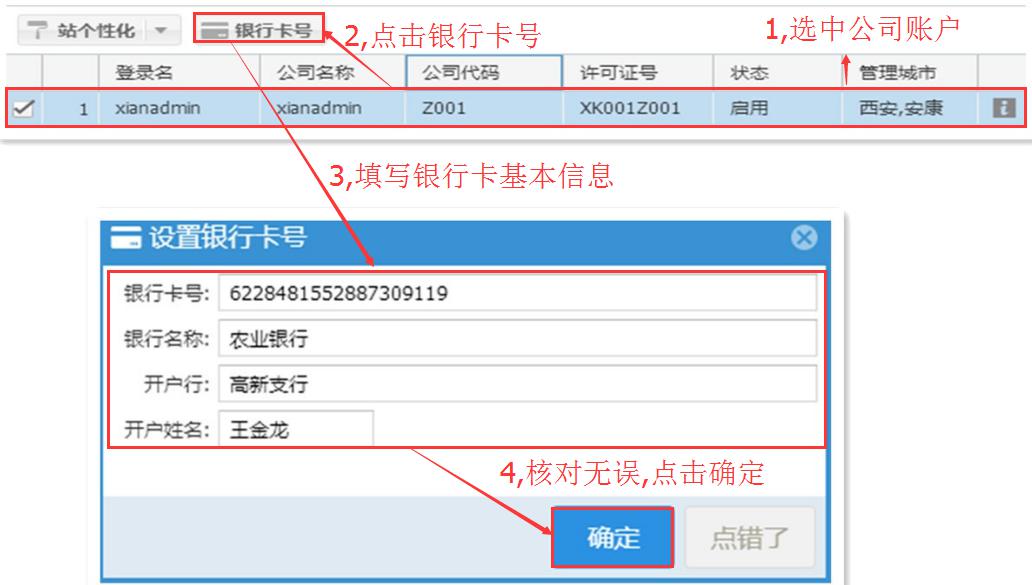 站个性化 银行卡号 2,点击银行卡号 1,选中公司账户
登录名 公司名称 公司代码 许可证号 状态 管理城市
1 xianadmin xianadmin Z001 XK001Z001 启用 西安,安康
3,填写银行卡基本信息
设置银行卡号
银行卡号: 6228481552887309119
银行名称: 农业银行
开户行: 高新支行
开户姓名: 王金龙
4,核对无误,点击确定
确定 点错了